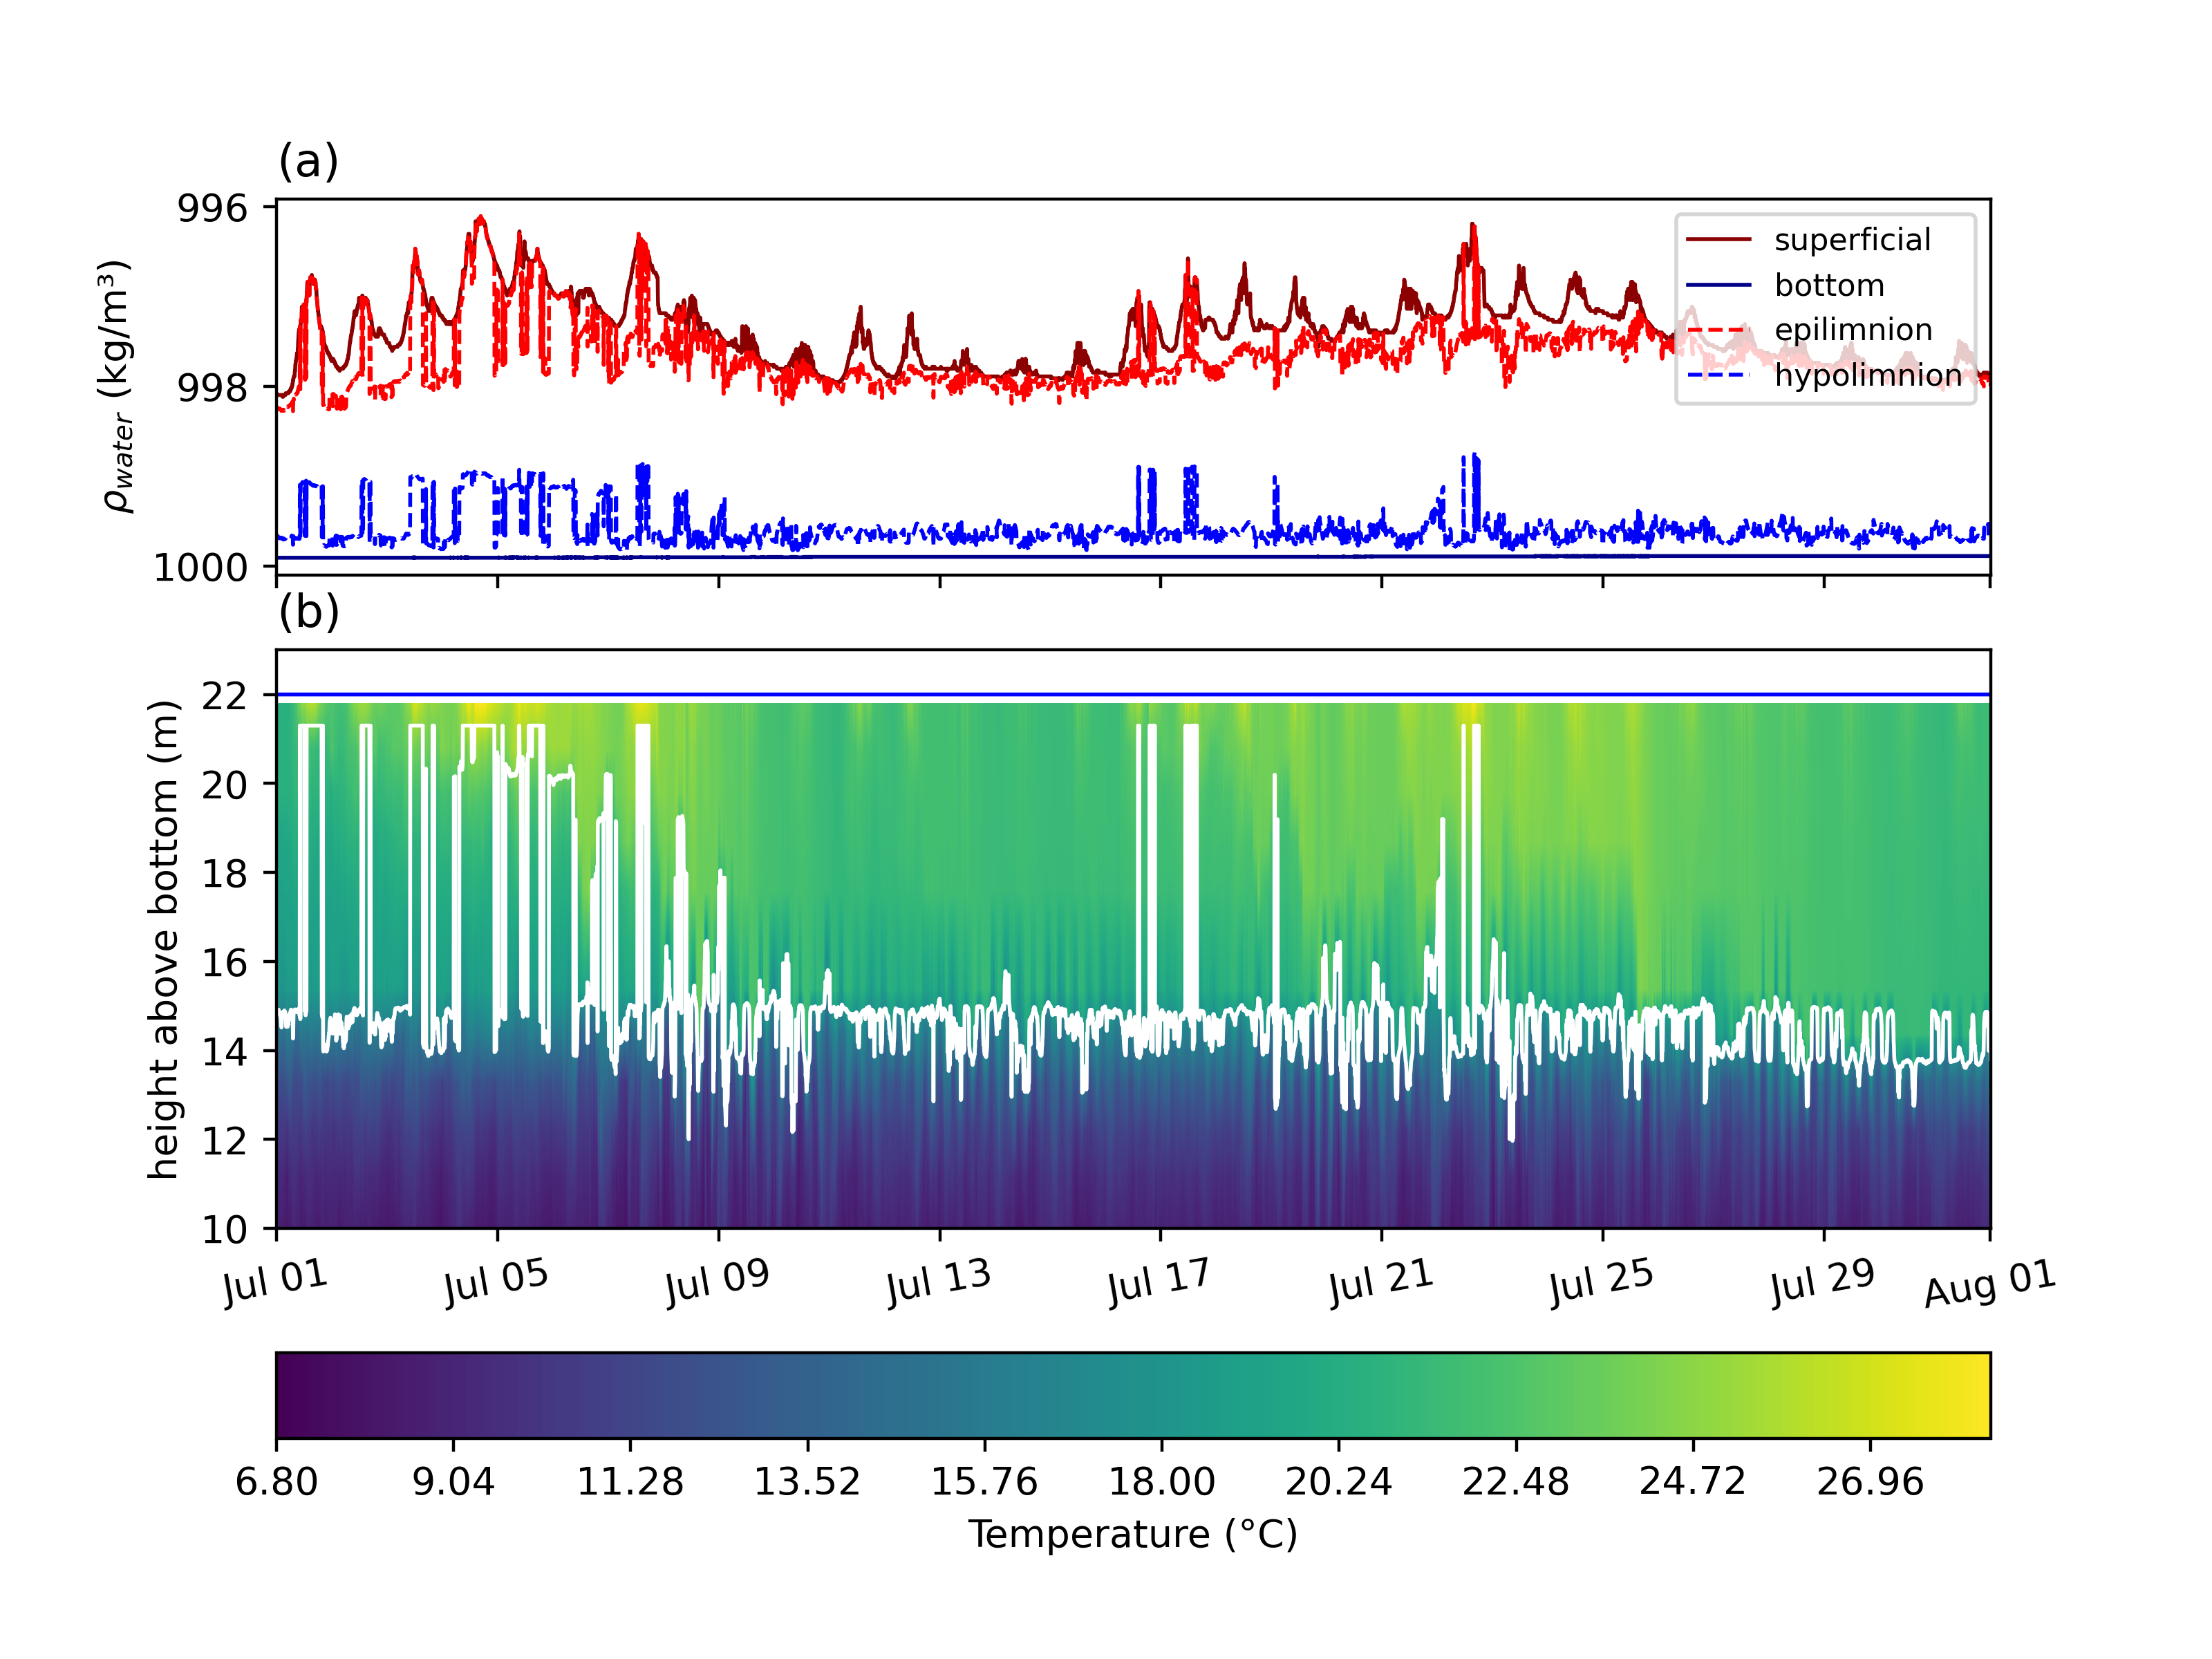 (a)
996
998
1000
ρwater (kg/m³)
superficial
bottom
epilimnion
hypolimnion
(b)
22
20
18
16
14
12
10
height above bottom (m)
Jul 01 Jul 05 Jul 09 Jul 13 Jul 17 Jul 21 Jul 25 Jul 29 Aug 01
6.80 9.04 11.28 13.52 15.76 18.00 20.24 22.48 24.72 26.96
Temperature (°C)